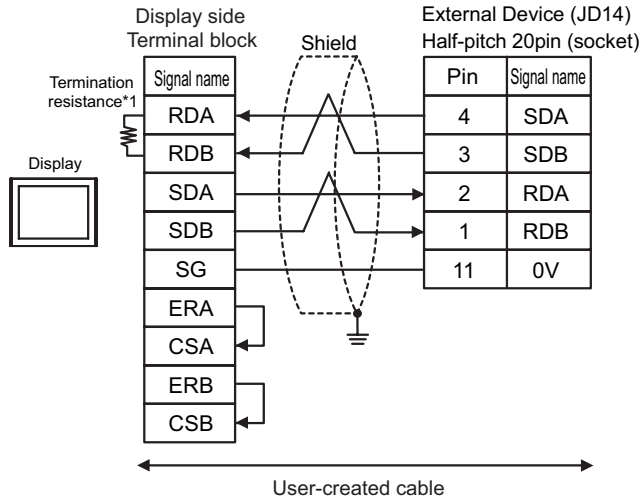 Display side
Terminal block
Shield
External Device (JD14)
Half-pitch 20pin (socket)
Termination
resistance*1
Display
Signal name
RDA
RDB
SDA
SDB
SG
ERA
CSA
ERB
CSB
Pin Signal name
4 SDA
3 SDB
2 RDA
1 RDB
11 0V
User-created cable